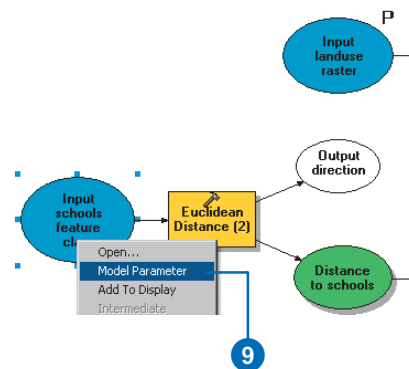 P
Input
landuse
raster
Output
direction
Input
schools
feature
Euclidean
Distance (2)
Distance
to schools
Open...
Model Parameter
Add To Display
Intermediate
9